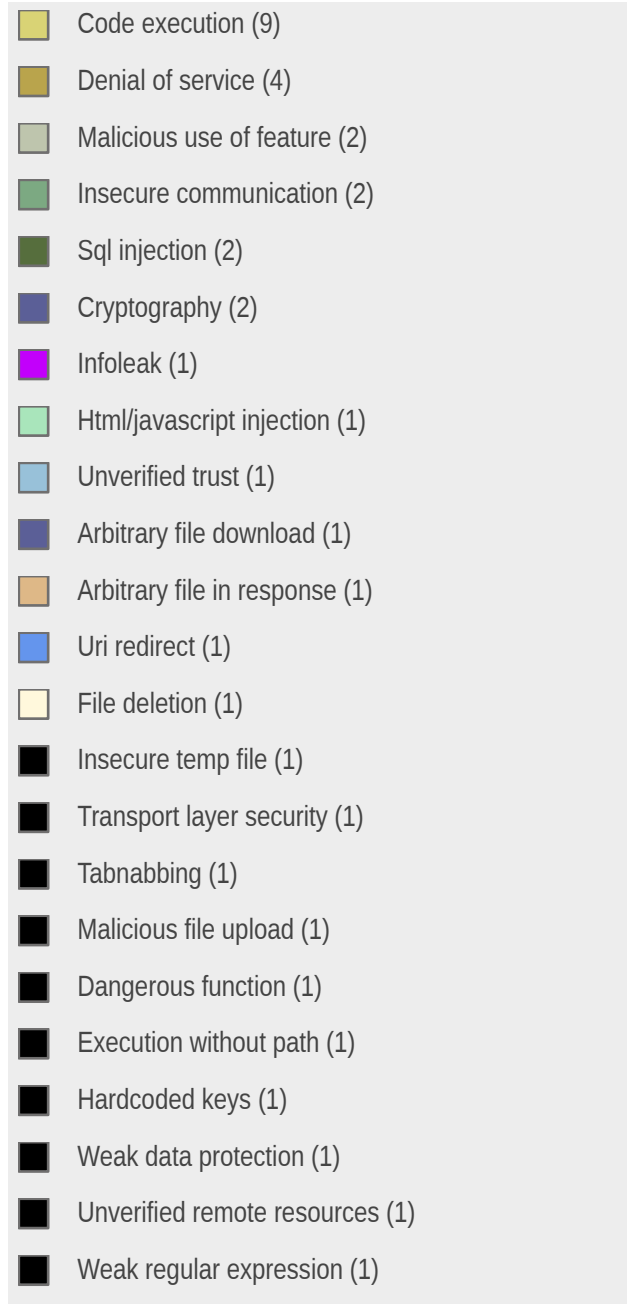 Code execution (9)
Denial of service (4)
Malicious use of feature (2)
Insecure communication (2)
Sql injection (2)
Cryptography (2)
Infoleak (1)
Html/javascript injection (1)
Unverified trust (1)
Arbitrary file download (1)
Arbitrary file in response (1)
Uri redirect (1)
File deletion (1)
Insecure temp file (1)
Transport layer security (1)
Tabnabbing (1)
Malicious file upload (1)
Dangerous function (1)
Execution without path (1)
Hardcoded keys (1)
Weak data protection (1)
Unverified remote resources (1)
Weak regular expression (1)